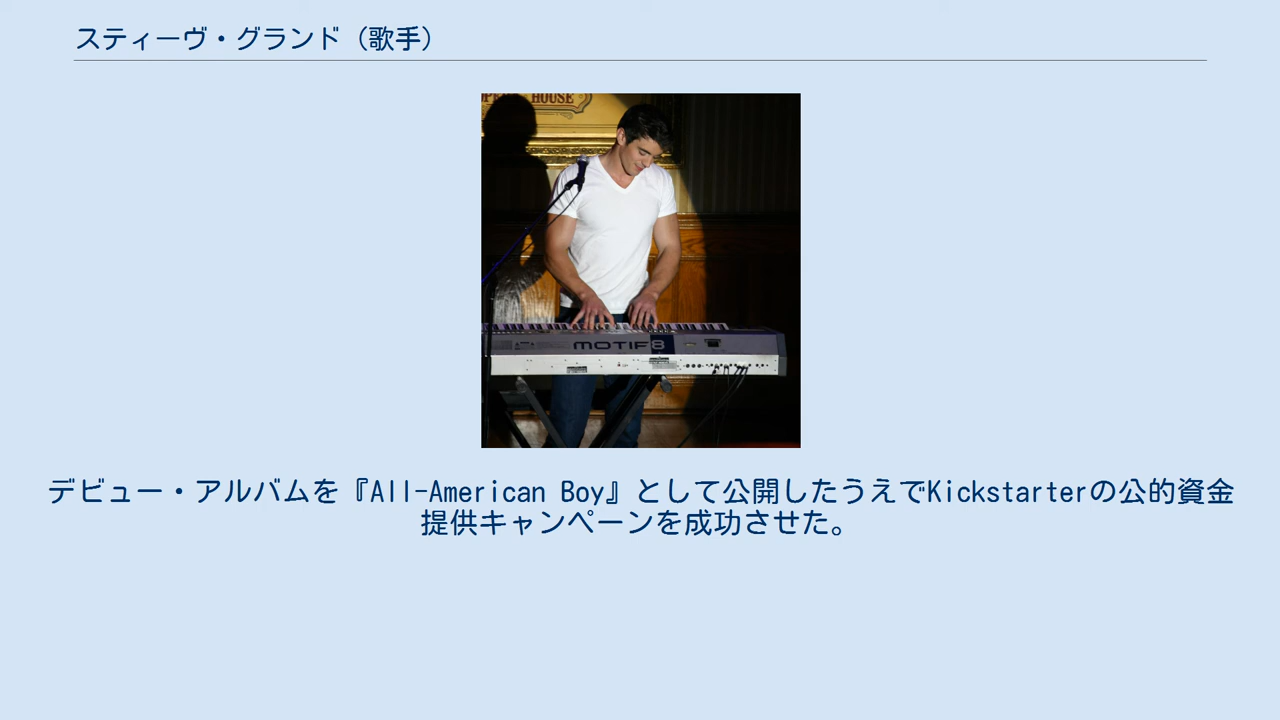 スティーヴ・グランド（歌手）
HOUSE
MOTIF8
デビュー・アルバムを『All-American Boy』として公開したうえでKickstarterの公的資金
提供キャンペーンを成功させた。